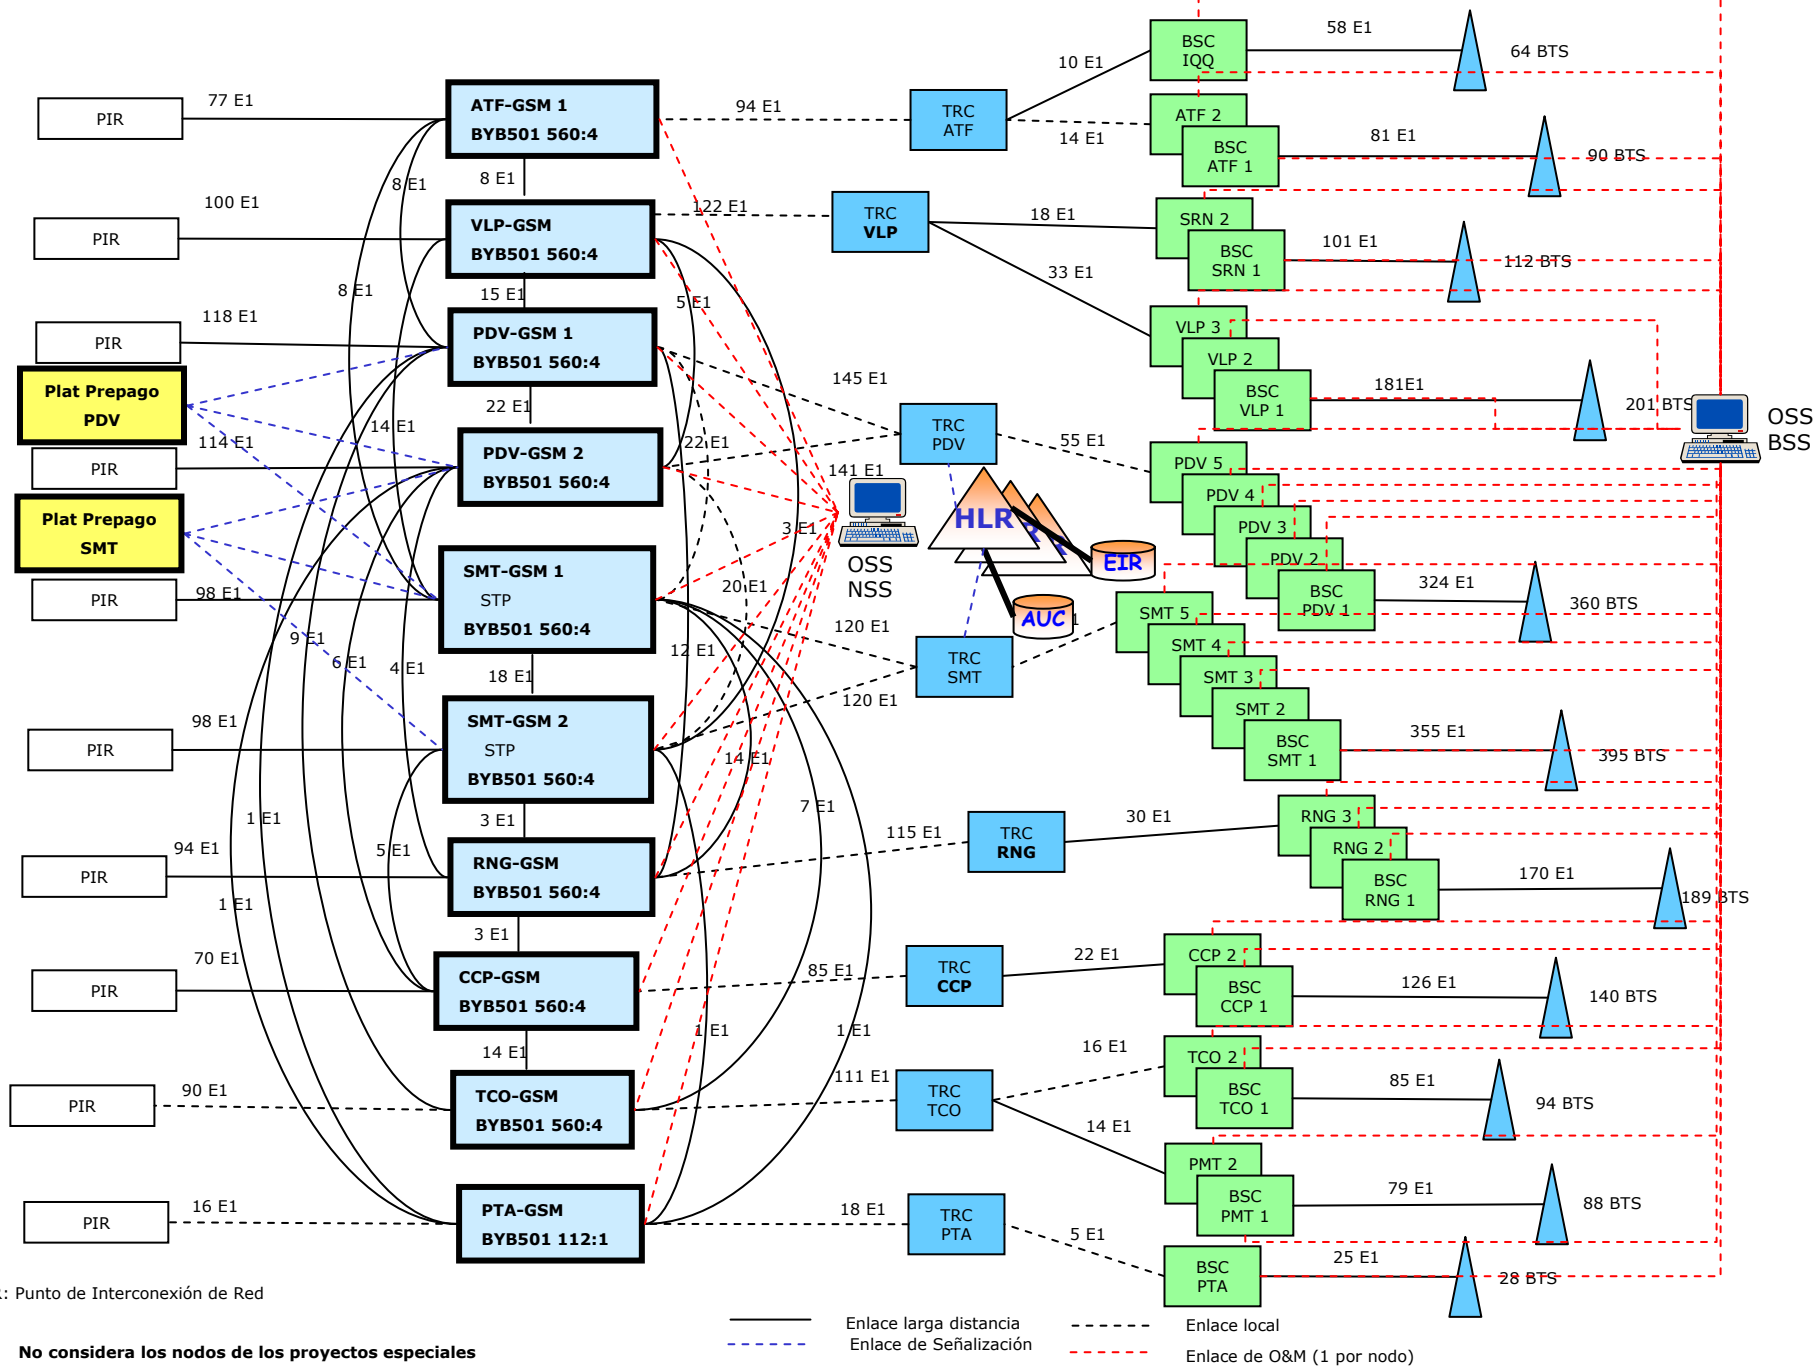 58 E1
BSC
IQQ
64 BTS
10 E1
77 E1
PIR
ATF-GSM 1
BYB501 560:4
94 E1
TRC
ATF
14 E1
ATF 2
BSC
ATF 1
81 E1
90 BTS
8 E1
8 E1
100 E1
PIR
VLP-GSM
BYB501 560:4
122 E1
TRC
VLP
18 E1
SRN 2
BSC
SRN 1
101 E1
112 BTS
33 E1
8 E1
15 E1
5 E1
118 E1
PIR
PDV-GSM 1
BYB501 560:4
VLP 3
VLP 2
BSC
VLP 1
181E1
201 BTS
OSS
BSS
Plat Prepago
PDV
22 E1
145 E1
TRC
PDV
55 E1
114 E1
14 E1
PIR
PDV-GSM 2
BYB501 560:4
22 E1
141 E1
PDV 5
PDV 4
PDV 3
PDV 2
BSC
PDV 1
324 E1
360 BTS
Plat Prepago
SMT
3 E1
OSS
NSS
HLR
R
EIR
AUC
1
PIR
98 E1
SMT-GSM 1
STP
BYB501 560:4
20 E1
120 E1
TRC
SMT
SMT 5
SMT 4
SMT 3
SMT 2
BSC
SMT 1
355 E1
395 BTS
9 E1
6 E1
4 E1
12 E1
18 E1
120 E1
98 E1
PIR
SMT-GSM 2
STP
BYB501 560:4
14 E1
7 E1
1 E1
3 E1
5 E1
94 E1
PIR
RNG-GSM
BYB501 560:4
115 E1
TRC
RNG
30 E1
RNG 3
RNG 2
BSC
RNG 1
170 E1
189 BTS
1 E1
3 E1
70 E1
PIR
CCP-GSM
BYB501 560:4
85 E1
TRC
CCP
22 E1
CCP 2
BSC
CCP 1
126 E1
140 BTS
1 E1
1 E1
14 E1
90 E1
PIR
TCO-GSM
BYB501 560:4
111 E1
TRC
TCO
16 E1
TCO 2
BSC
TCO 1
85 E1
94 BTS
14 E1
PMT 2
BSC
PMT 1
79 E1
88 BTS
16 E1
PIR
PTA-GSM
BYB501 112:1
18 E1
TRC
PTA
5 E1
BSC
PTA
25 E1
28 BTS
: Punto de Interconexión de Red
Enlace larga distancia
Enlace local
Enlace de Señalización
Enlace de O&M (1 por nodo)
No considera los nodos de los proyectos especiales